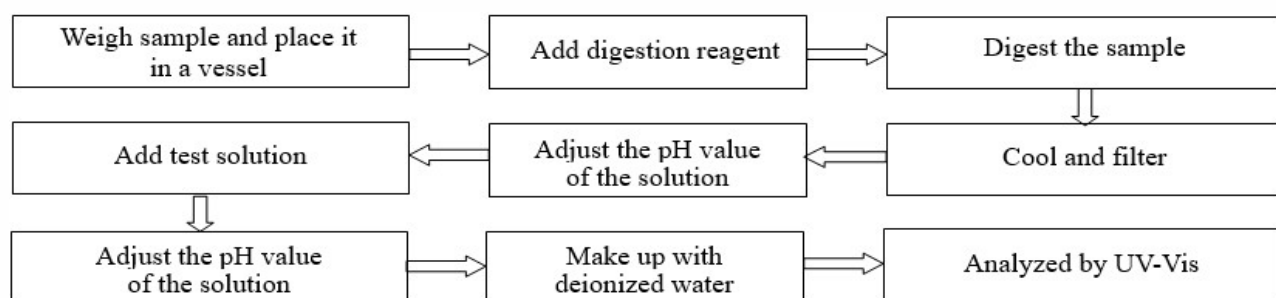 Weigh sample and place it
in a vessel
Add digestion reagent
Digest the sample
Cool and filter
Adjust the pH value
of the solution
Add test solution
Adjust the pH value
of the solution
Make up with
deionized water
Analyzed by UV-Vis